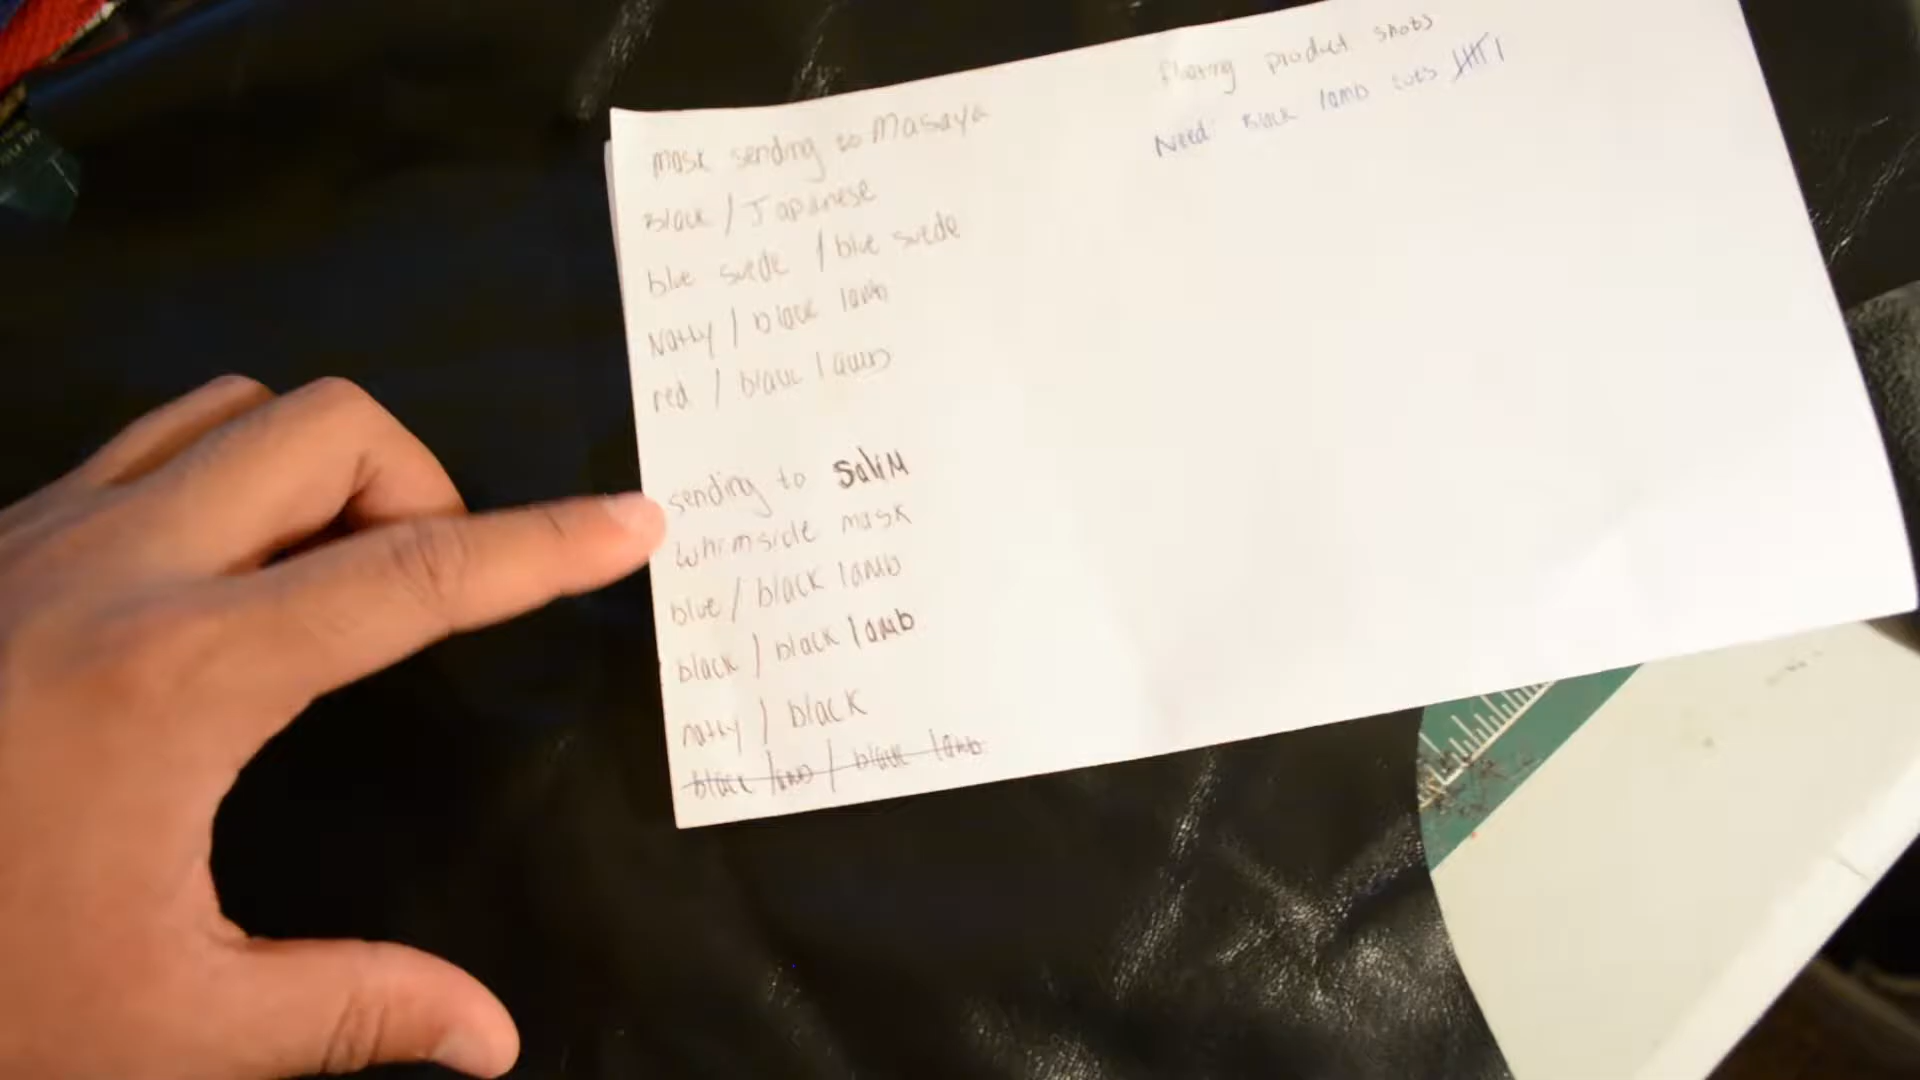 mask sending to Masaya
Black / Japanese
blue suede / blue suede
Natty / black lamb
red / black lamb
sending to Salim
whimsicle mask
blue / black lamb
black / black lamb
natty / black
black lamb / black lamb
floating product shots
Need: Black lamb cuts